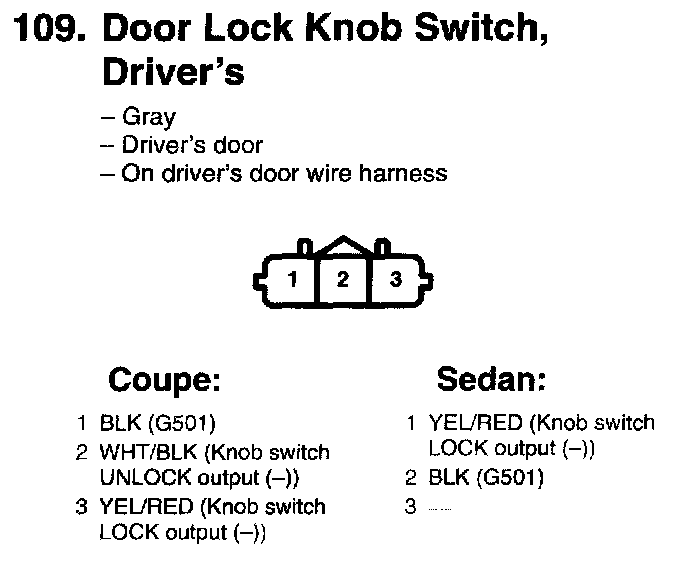 109. Door Lock Knob Switch,
Driver's
– Gray
– Driver's door
– On driver's door wire harness
1 2 3
Coupe:
1 BLK (G501)
2 WHT/BLK (Knob switch
UNLOCK output (–))
3 YEL/RED (Knob switch
LOCK output (–))
Sedan:
1 YEL/RED (Knob switch
LOCK output (–))
2 BLK (G501)
3 ----